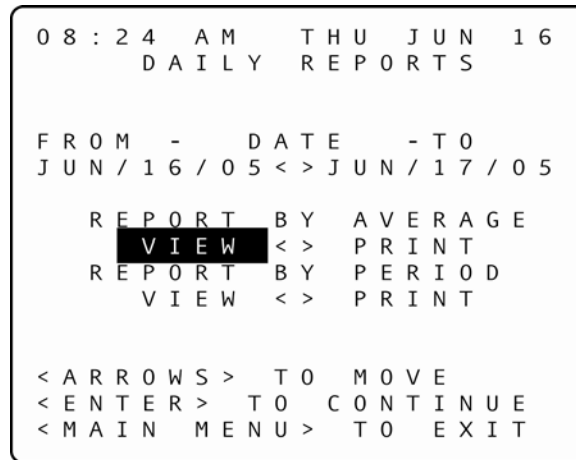 08:24 AM THU JUN 16
DAILY REPORTS
FROM - DATE -TO
JUN/16/05<>JUN/17/05
REPORT BY AVERAGE
VIEW <> PRINT
REPORT BY PERIOD
VIEW <> PRINT
<ARROWS> TO MOVE
<ENTER> TO CONTINUE
<MAIN MENU> TO EXIT